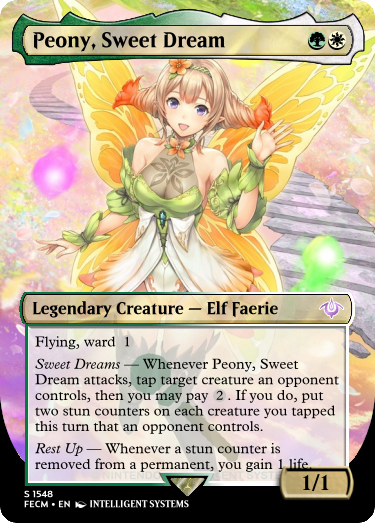 Peony, Sweet Dream
Legendary Creature — Elf Faerie
Flying, ward 1
Sweet Dreams — Whenever Peony, Sweet
Dream attacks, tap target creature an opponent
controls, then you may pay 2 . If you do, put
two stun counters on each creature you tapped
this turn that an opponent controls.
Rest Up — Whenever a stun counter is
removed from a permanent, you gain 1 life.
1/1
S 1548
FECM • EN INTELLIGENT SYSTEMS